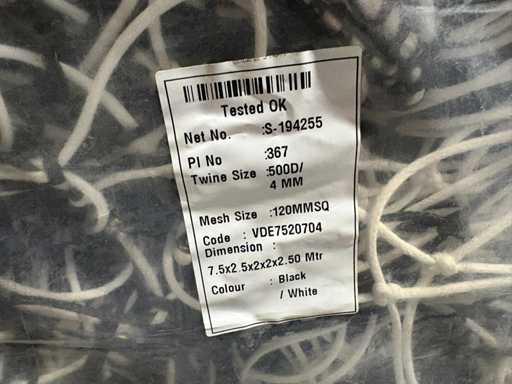 Tested OK
Net No. :S-194255
PI No :367
Twine Size :500D/
4 MM
Mesh Size :120MMSQ
Code : VDE7520704
Dimension :
7.5x2.5x2x2x2.50 Mtr
Colour : Black
/ White